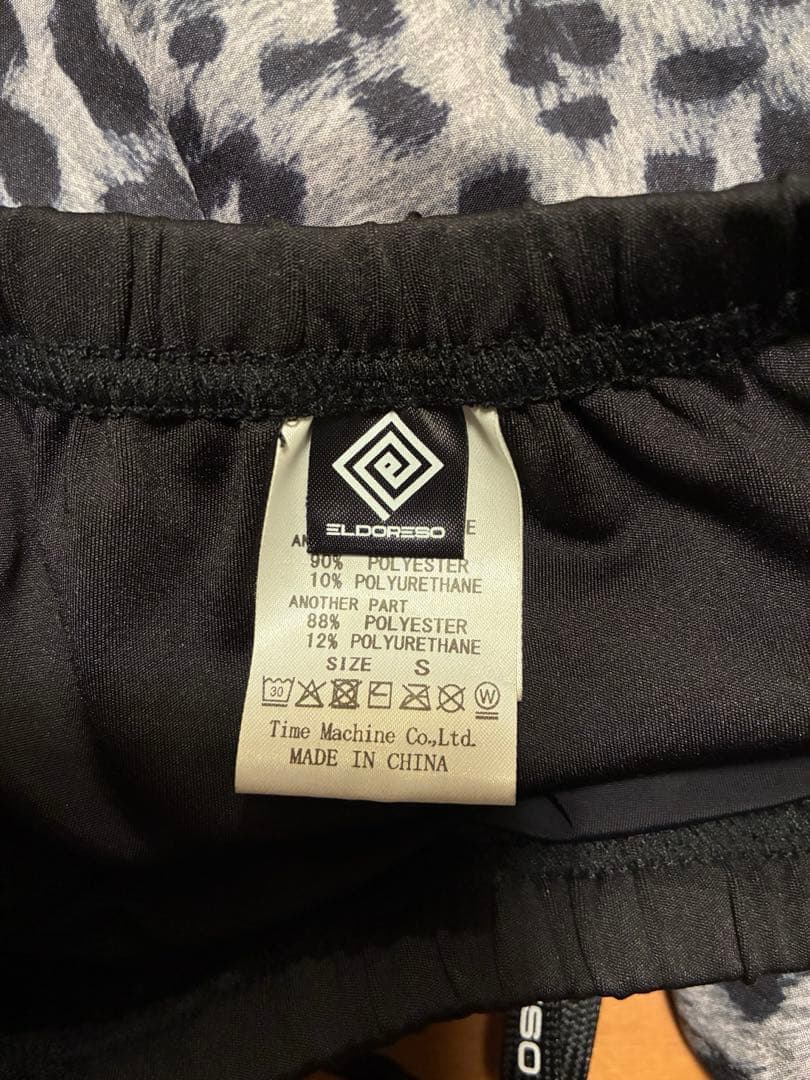 ELDORESO
90% POLYESTER
10% POLYURETHANE
ANOTHER PART
88% POLYESTER
12% POLYURETHANE
SIZE S
30
W
Time Machine Co.,Ltd.
MADE IN CHINA